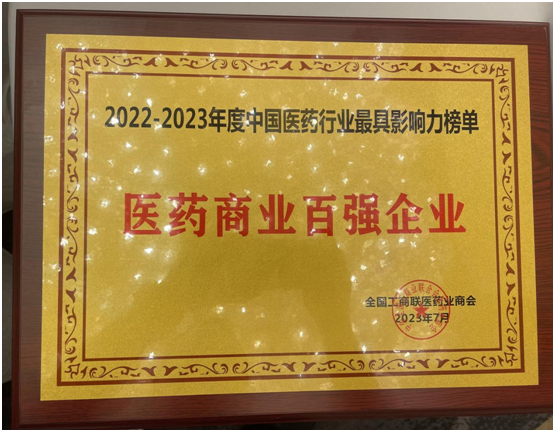 2022-2023年度中国医药行业最具影响力榜单
医药商业百强企业
全国工商联医药业商会
2023年7月